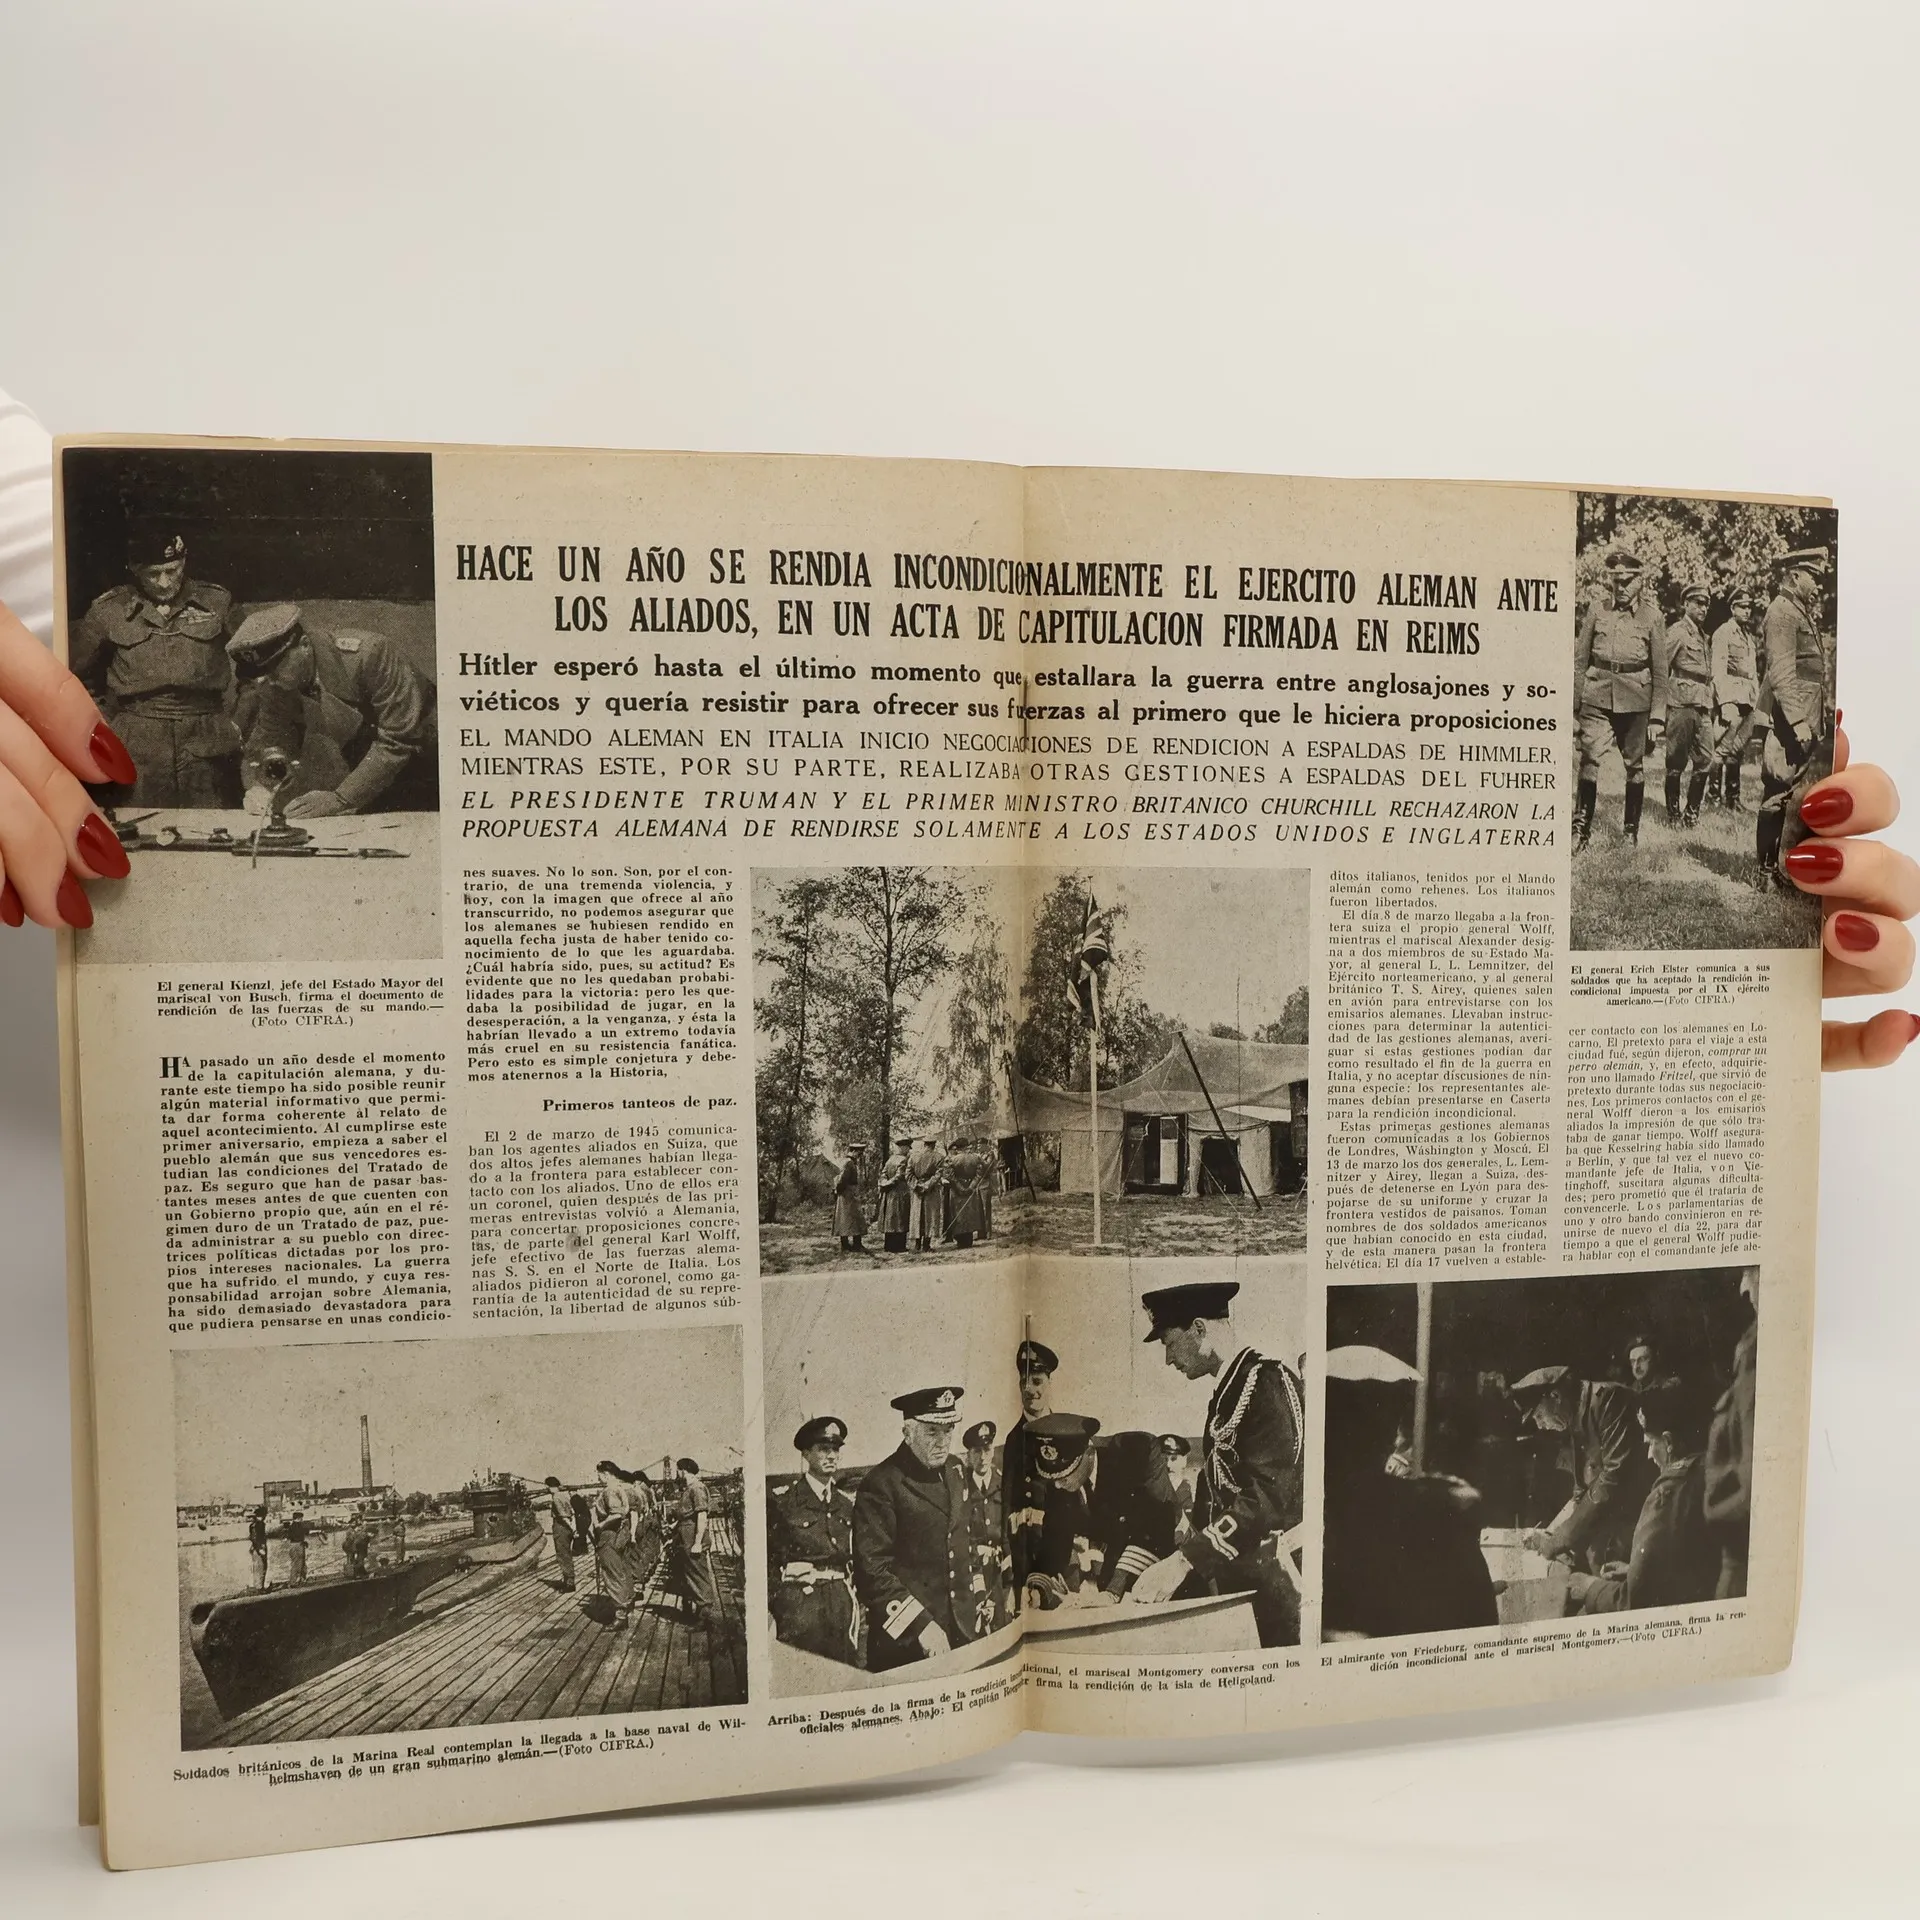 HACE UN AÑO SE RENDIA INCONDICIONALMENTE EL EJERCITO ALEMAN ANTE
LOS ALIADOS, EN UN ACTA DE CAPITULACION FIRMADA EN REIMS
Hítler esperó hasta el último momento que estallara la guerra entre anglosajones y so-
viéticos y quería resistir para ofrecer sus fuerzas al primero que le hiciera proposiciones
EL MANDO ALEMAN EN ITALIA INICIO NEGOCIACIONES DE RENDICION A ESPALDAS DE HIMMLER,
MIENTRAS ESTE, POR SU PARTE, REALIZABA OTRAS GESTIONES A ESPALDAS DEL FUHRER
EL PRESIDENTE TRUMAN Y EL PRIMER MINISTRO BRITANICO CHURCHILL RECHAZARON LA
PROPUESTA ALEMANA DE RENDIRSE SOLAMENTE A LOS ESTADOS UNIDOS E INGLATERRA
El general Kienzl, jefe del Estado Mayor del
mariscal von Busch, firma el documento de
rendición de las fuerzas de su mando.—
(Foto CIFRA.)
HA pasado un año desde el momento
de la capitulación alemana, y du-
rante este tiempo ha sido posible reunir
algún material informativo que permi-
ta dar forma coherente al relato de
aquel acontecimiento. Al cumplirse este
primer aniversario, empieza a saber el
pueblo alemán que sus vencedores es-
tudian las condiciones del Tratado de
paz. Es seguro que han de pasar bas-
tantes meses antes de que cuenten con
un Gobierno propio que, aún en el ré-
gimen duro de un Tratado de paz, pue-
da administrar a su pueblo con direc-
trices políticas dictadas por los pro-
pios intereses nacionales. La guerra
que ha sufrido el mundo, y cuya res-
ponsabilidad arrojan sobre Alemania,
ha sido demasiado devastadora para
que pudiera pensarse en unas condicio-
nes suaves. No lo son. Son, por el con-
trario, de una tremenda violencia, y
hoy, con la imagen que ofrece al año
transcurrido, no podemos asegurar que
los alemanes se hubiesen rendido en
aquella fecha justa de haber tenido co-
nocimiento de lo que les aguardaba.
¿Cuál habría sido, pues, su actitud? Es
evidente que no les quedaban probabi-
lidades para la victoria: pero les que-
daba la posibilidad de jugar, en la
desesperación, a la venganza, y ésta la
habrían llevado a un extremo todavía
más cruel en su resistencia fanática.
Pero esto es simple conjetura y debe-
mos atenernos a la Historia,
Primeros tanteos de paz.
El 2 de marzo de 1945 comunica-
ban los agentes aliados en Suiza, que
dos altos jefes alemanes habían llega-
do a la frontera para establecer con-
tacto con los aliados. Uno de ellos era
un coronel, quien después de las pri-
meras entrevistas volvió a Alemania,
para concertar proposiciones concre-
tas, de parte del general Karl Wolff,
jefe efectivo de las fuerzas alema-
nas S. S. en el Norte de Italia. Los
aliados pidieron al coronel, como ga-
rantía de la autenticidad de su repre-
sentación, la libertad de algunos súb-
ditos italianos, tenidos por el Mando
alemán como rehenes. Los italianos
fueron libertados.
El día 8 de marzo llegaba a la fron-
tera suiza el propio general Wolff,
mientras el mariscal Alexander desig-
na a dos miembros de su Estado Ma-
yor, al general L. L. Lemnitzer, del
Ejército norteamericano, y al general
británico T. S. Airey, quienes salen
en avión para entrevistarse con los
emisarios alemanes. Llevaban instruc-
ciones para determinar la autentici-
dad de las gestiones alemanas, averi-
guar si estas gestiones podían dar
como resultado el fin de la guerra en
Italia, y no aceptar discusiones de nin-
guna especie: los representantes ale-
manes debían presentarse en Caserta
para la rendición incondicional.
Estas primeras gestiones alemanas
fueron comunicadas a los Gobiernos
de Londres, Wáshington y Moscú. El
13 de marzo los dos generales, L. Lem-
nitzer y Airey, llegan a Suiza, des-
pués de detenerse en Lyón para des-
pojarse de su uniforme y cruzar la
frontera vestidos de paisanos. Toman
nombres de dos soldados americanos
que habían conocido en esta ciudad,
y de esta manera pasan la frontera
helvética. El día 17 vuelven a estable-
El general Erich Elster comunica a sus
soldados que ha aceptado la rendición in-
condicional impuesta por el IX ejército
americano.—(Foto CIFRA.)
cer contacto con los alemanes en Lo-
carno. El pretexto para el viaje a esta
ciudad fué, según dijeron, comprar un
perro alemán, y, en efecto, adquirie-
ron uno llamado Fritzel, que sirvió de
pretexto durante todas sus negociacio-
nes. Los primeros contactos con el ge-
neral Wolff dieron a los emisarios
aliados la impresión de que sólo tra-
taba de ganar tiempo. Wolff asegura-
ba que Kesselring había sido llamado
a Berlín, y que tal vez el nuevo co-
mandante jefe de Italia, von Vie-
tinghoff, suscitara algunas dificulta-
des; pero prometió que él trataría de
convencerle. Los parlamentarios de
uno y otro bando convinieron en re-
unirse de nuevo el día 22, para dar
tiempo a que el general Wolff pudie-
ra hablar con el comandante jefe ale-
Soldados británicos de la Marina Real contemplan la llegada a la base naval de Wil-
helmshaven de un gran submarino alemán.—(Foto CIFRA.)
Arriba: Después de la firma de la rendición incondicional, el mariscal Montgomery conversa con los
oficiales alemanes. Abajo: El capitán firma la rendición de la isla de Heligoland.
El almirante von Friedeburg, comandante supremo de la Marina alemana, firma la ren-
dición incondicional ante el mariscal Montgomery.—(Foto CIFRA.)